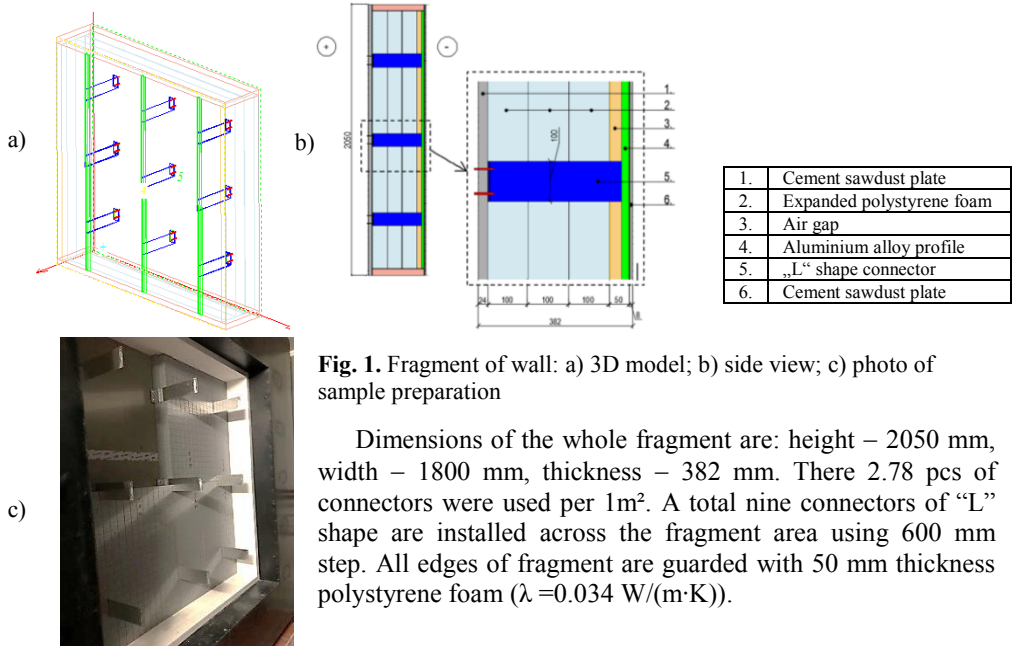 a)
5
b)
2050
+
-
100
1.
2.
3.
4.
5.
6.
24 100 100 100 50
8
382
1. Cement sawdust plate
2. Expanded polystyrene foam
3. Air gap
4. Aluminium alloy profile
5. „L“ shape connector
6. Cement sawdust plate
c)
Fig. 1. Fragment of wall: a) 3D model; b) side view; c) photo of
sample preparation
Dimensions of the whole fragment are: height – 2050 mm,
width – 1800 mm, thickness – 382 mm. There 2.78 pcs of
connectors were used per 1m². A total nine connectors of “L”
shape are installed across the fragment area using 600 mm
step. All edges of fragment are guarded with 50 mm thickness
polystyrene foam (λ =0.034 W/(m·K)).